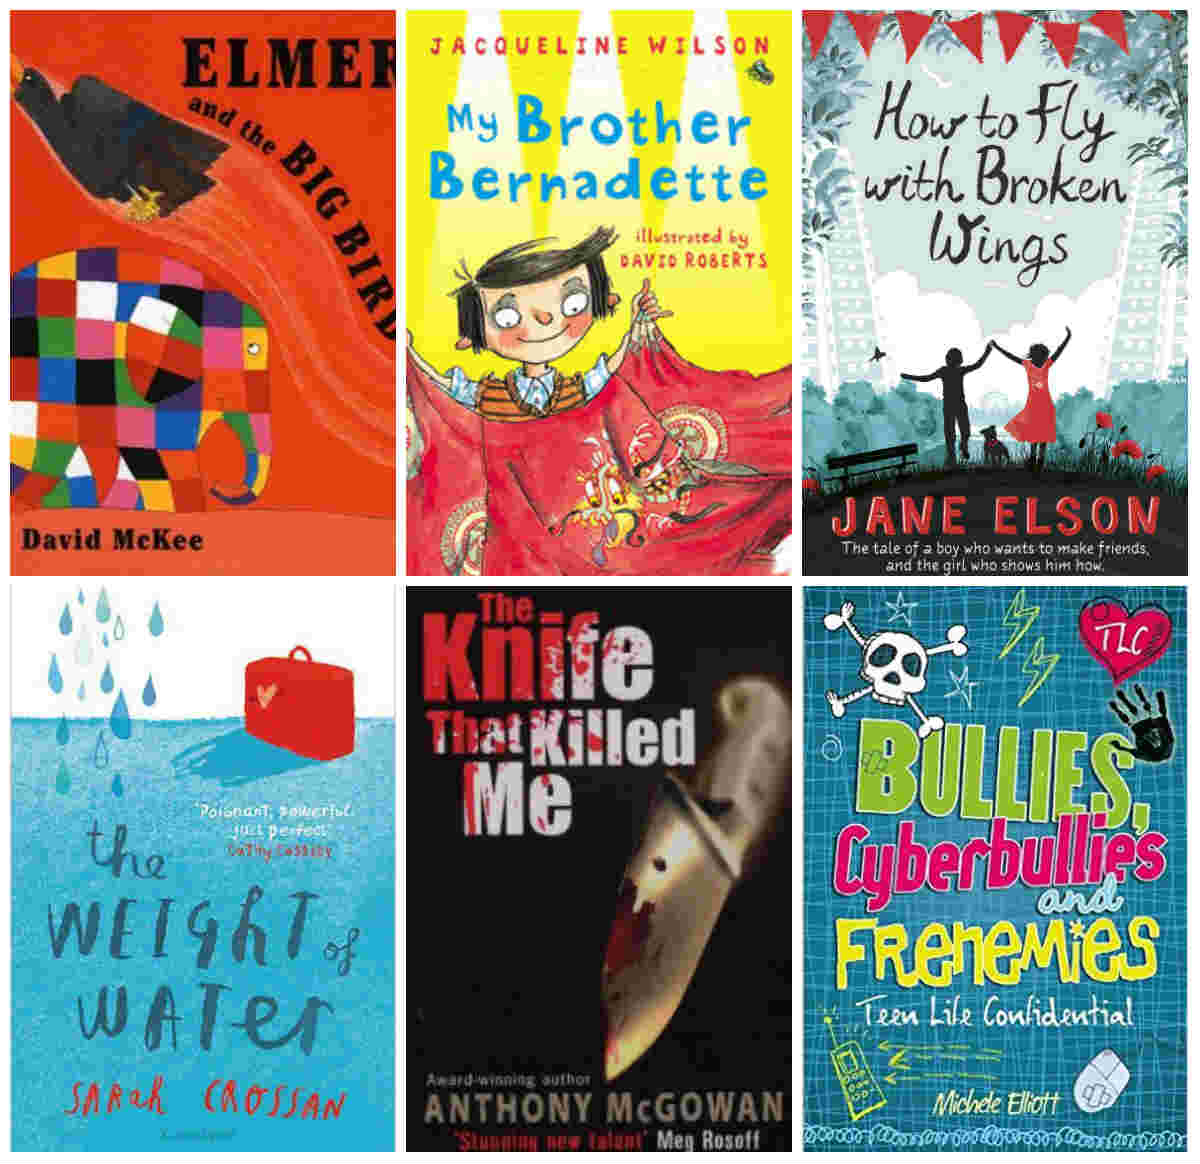 ELMER
and the BIG BIRD
David McKee
JACQUELINE WILSON
My Brother
Bernadette
illustrated by
DAVID ROBERTS
How to Fly
with Broken
Wings
JANE ELSON
The tale of a boy who wants to make friends,
and the girl who shows him how.
'Poignant, powerful,
just perfect'
Cathy Cassidy
the
WEIGHT of
WATER
SARAH CROSSAN
The
Knife
That Killed
Me
Award-winning author
ANTHONY McGOWAN
'Stunning new talent' Meg Rosoff
TLC
BULLIES,
Cyberbullies
and
FRENEMIES
Teen Life Confidential
Michele Elliott